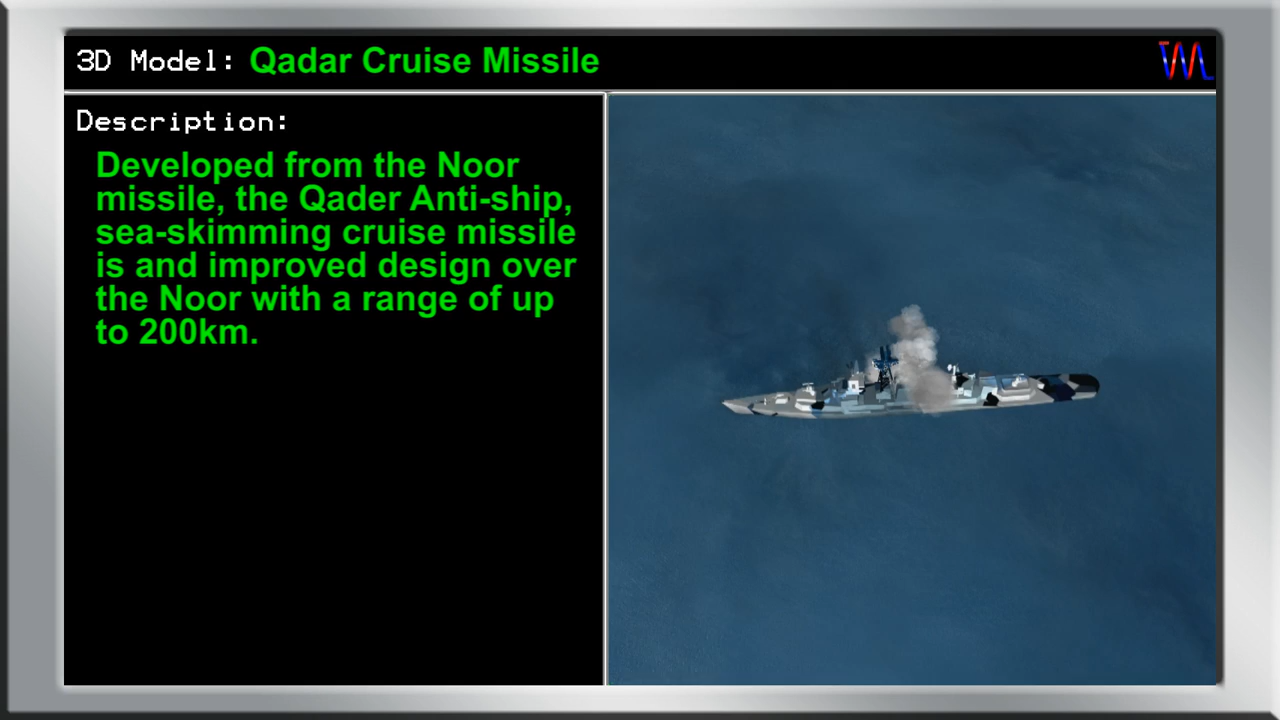 3D Model: Qadar Cruise Missile
Description:
Developed from the Noor
missile, the Qader Anti-ship,
sea-skimming cruise missile
is and improved design over
the Noor with a range of up
to 200km.